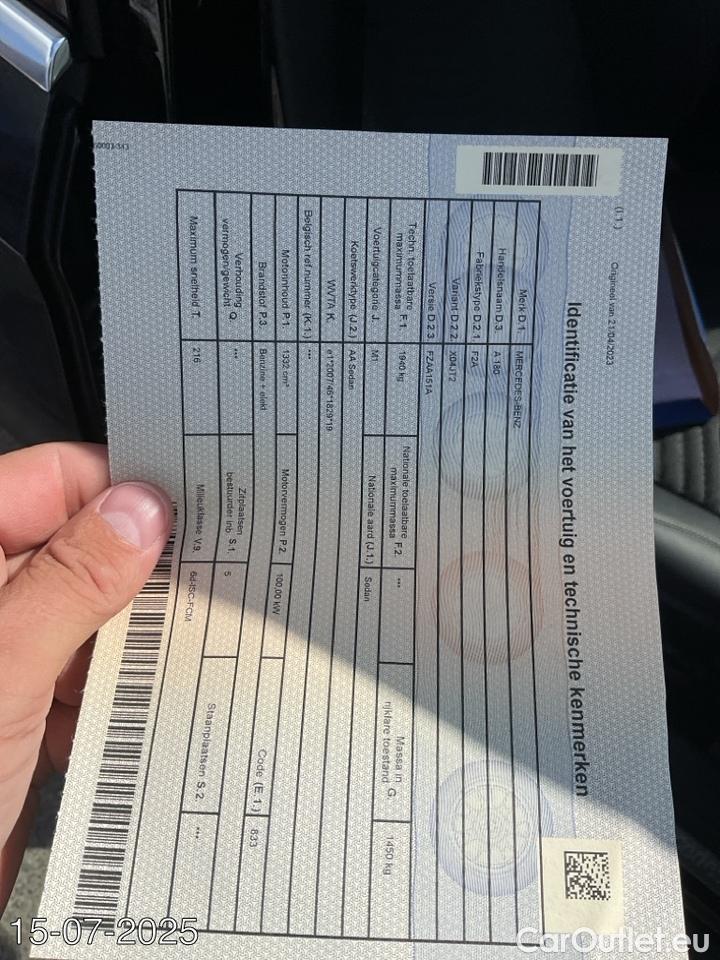 (I.1.)
Origineel van 21/04/2023
Identificatie van het voertuig en technische kenmerken
Merk D.1. MERCEDES-BENZ
Handelsnaam D.3. A 180
Fabriekstype D.2.1. F2A
Variant D.2.2. X04JT2
Versie D.2.3. FZAA151A
Techn. toelaatbare maximummassa F.1. 1940 kg
Nationale toelaatbare maximummassa F.2. ***
Massa in rijklare toestand G 1450 kg
Voertuigcategorie J. M1
Nationale aard (J.1.) Sedan
Koetswerktype (J.2.) AA Sedan
WVTA K. e1*2007/46*1829*19
Belgisch ref.nummer (K.1.) ***
Motorinhoud P.1. 1332 cm³
Motorvermogen P.2. 100,00 kW
Brandstof P.3. Benzine + elekt
Code (E.1.) 833
Verhouding vermogen/gewicht Q. ***
Zitplaatsen bestuurder inb. S.1. 5
Staanplaatsen S.2 ***
Maximum snelheid T. 216
Milieuklasse V.9. 6d-ISC-FCM
15-07-2025
CarOutlet.eu